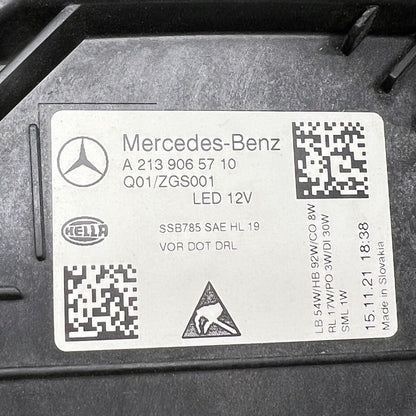 Mercedes-Benz
A 213 906 57 10
Q01/ZGS001
LED 12V
HELLA
SSB785 SAE HL 19
VOR DOT DRL
LB 54W/HB 92W/CO 8W
RL 17W/PO 3W/DI 30W
SML 1W
15.11.21 18:38
Made in Slovakia